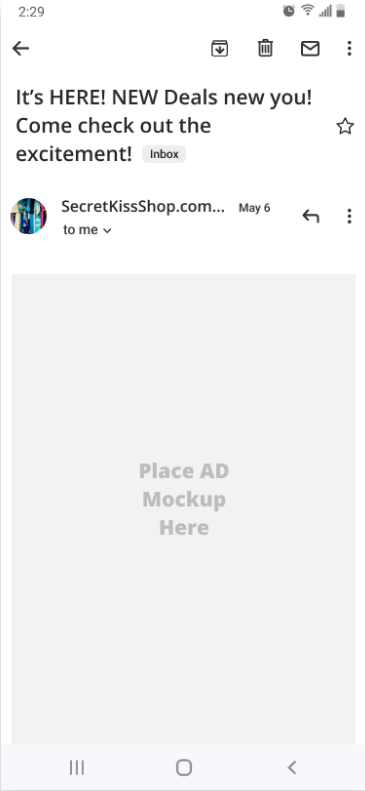 2:29
It’s HERE! NEW Deals new you!
Come check out the
excitement! Inbox
SecretKissShop.com... May 6
to me
Place AD
Mockup
Here